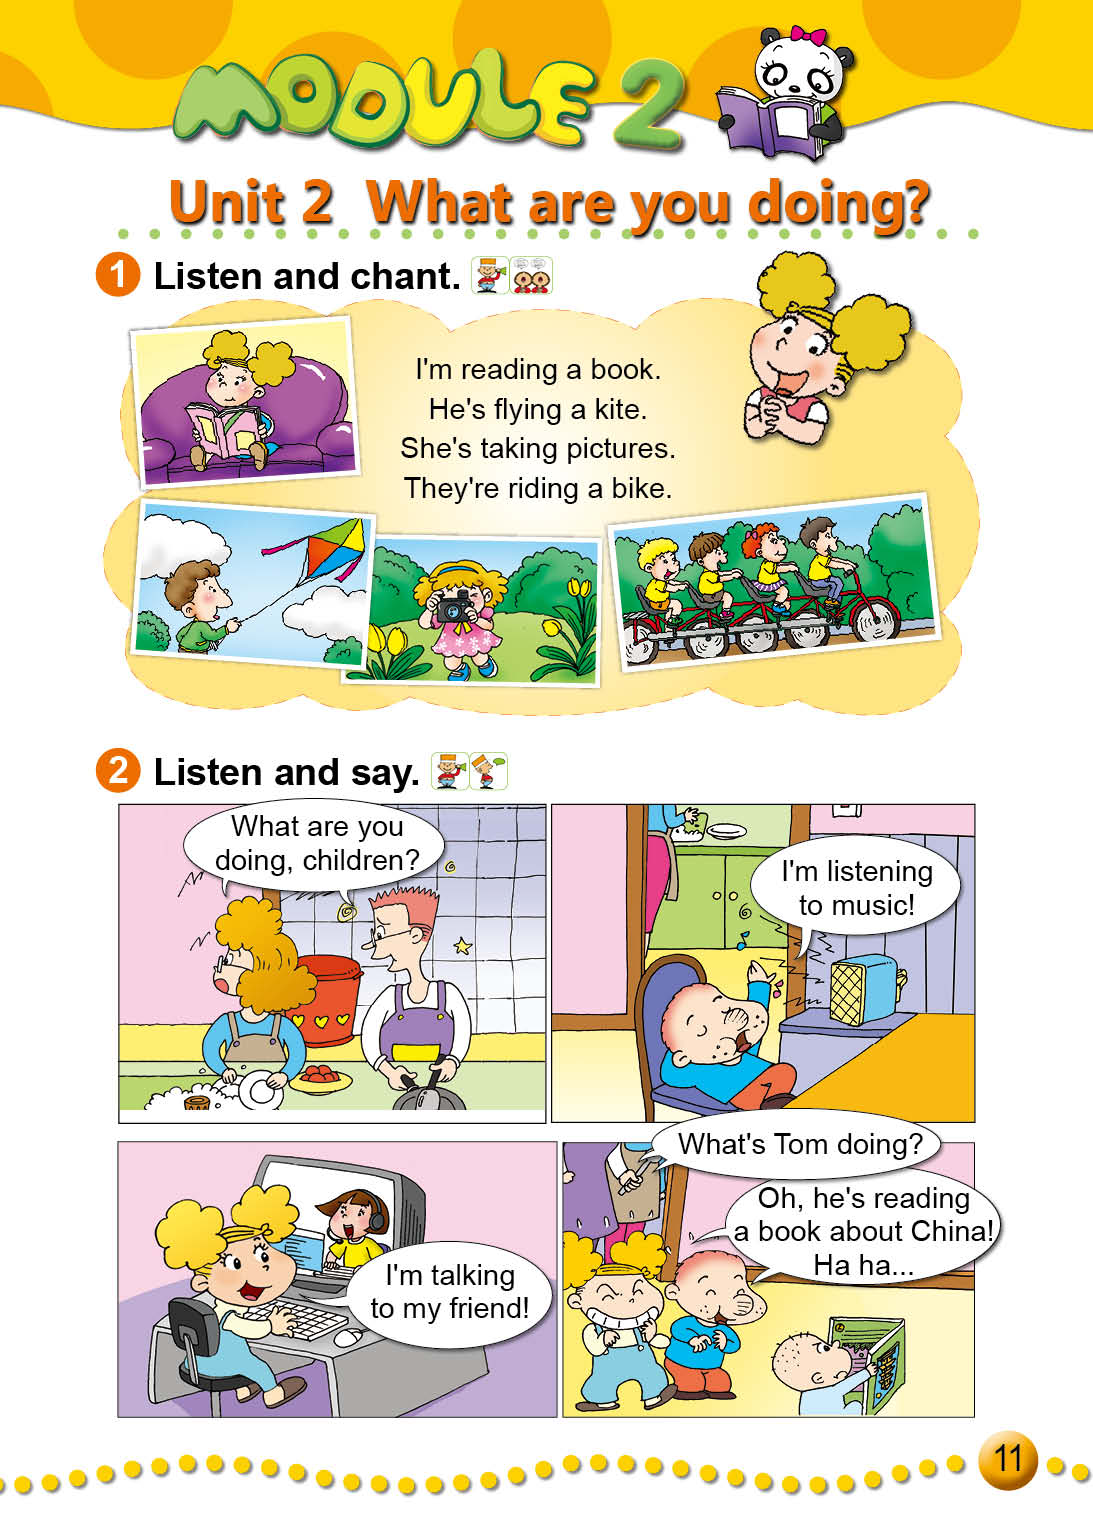 MODULE 2
Unit 2 What are you doing?
1 Listen and chant.
I'm reading a book.
He's flying a kite.
She's taking pictures.
They're riding a bike.
2 Listen and say.
What are you
doing, children?
I'm listening
to music!
I'm talking
to my friend!
What's Tom doing?
Oh, he's reading
a book about China!
Ha ha...
11